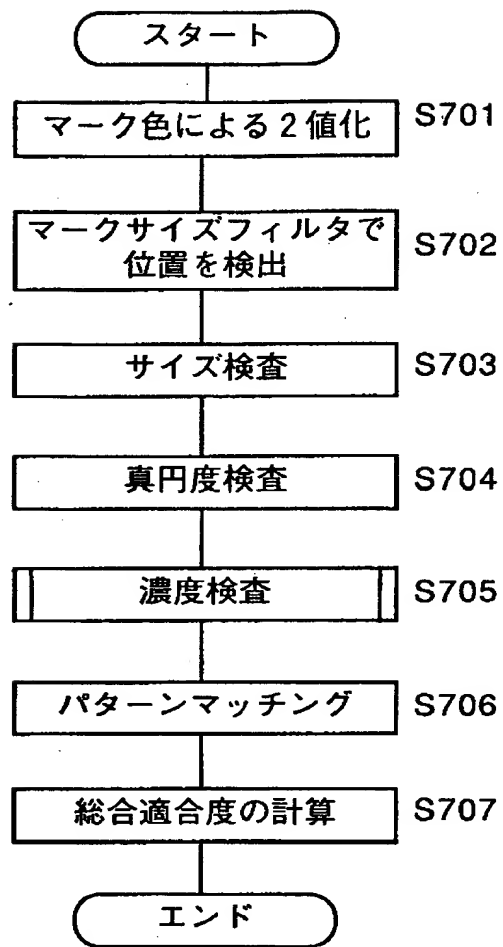 スタート
マーク色による2値化 S701
マークサイズフィルタで
位置を検出 S702
サイズ検査 S703
真円度検査 S704
濃度検査 S705
パターンマッチング S706
総合適合度の計算 S707
エンド